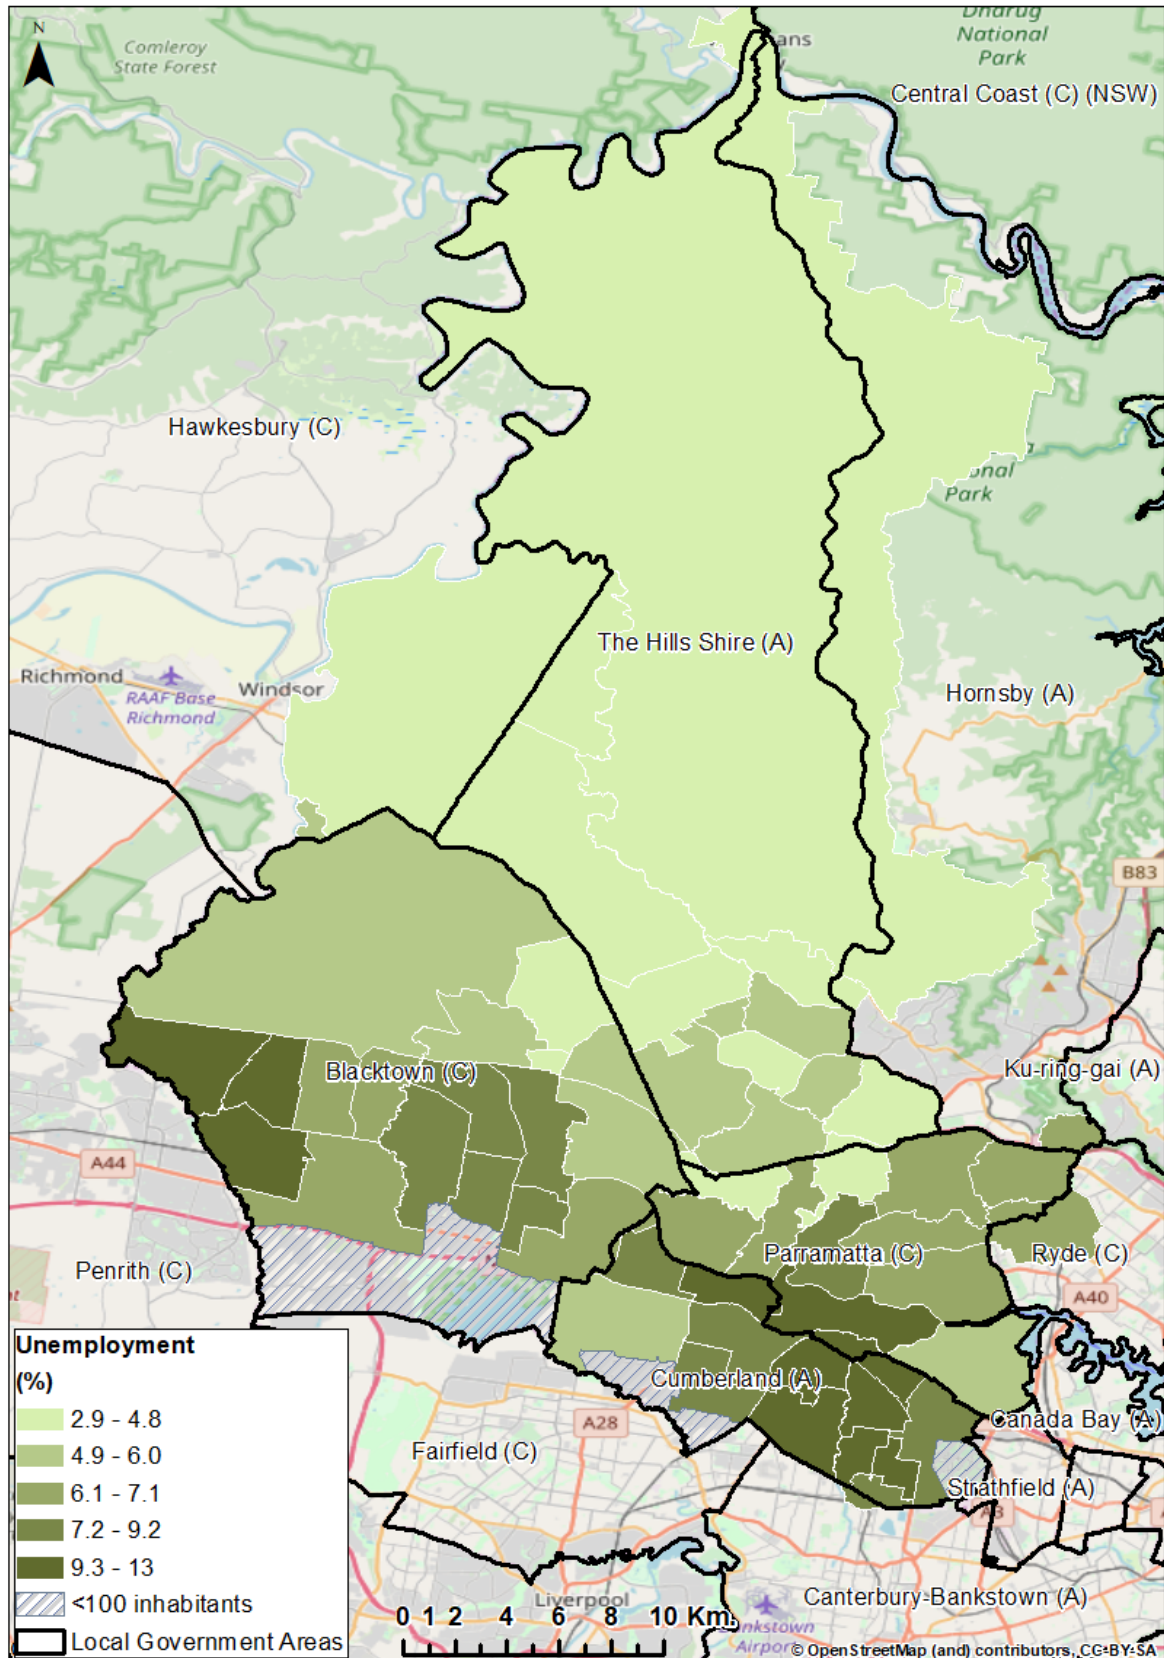 N
Comleroy
State Forest
Dharug
National
Park
Central Coast (C) (NSW)
Hawkesbury (C)
Park
The Hills Shire (A)
Richmond
RAAF Base
Richmond
Windsor
Hornsby (A)
B83
Blacktown (C)
Ku-ring-gai (A)
A44
Penrith (C)
Parramatta (C)
Ryde (C)
A40
Cumberland (A)
Canada Bay (A)
A28
Fairfield (C)
Strathfield (A)
A3
Liverpool
Canterbury-Bankstown (A)
Unemployment
(%)
2.9 - 4.8
4.9 - 6.0
6.1 - 7.1
7.2 - 9.2
9.3 - 13
<100 inhabitants
Local Government Areas
0 1 2 4 6 8 10 Km.
© OpenStreetMap (and) contributors, CC-BY-SA